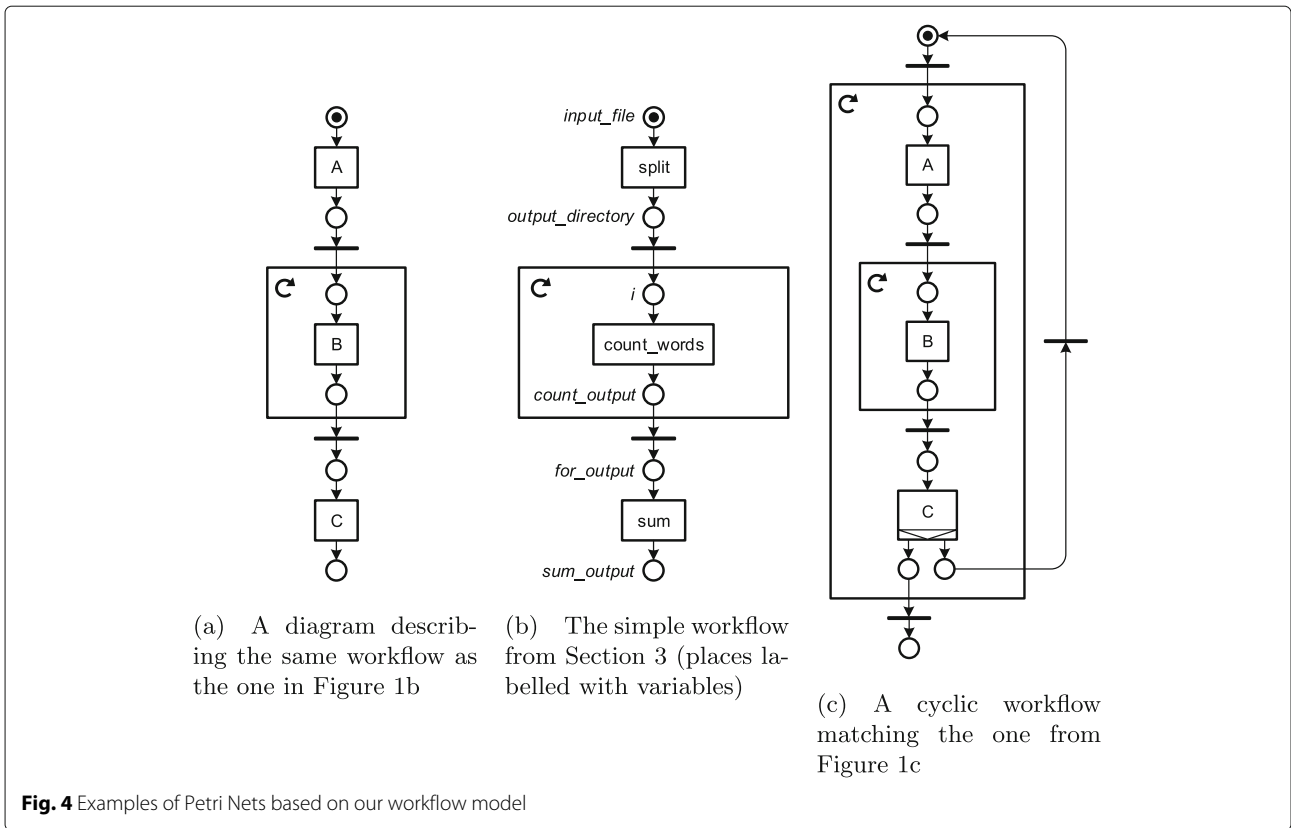 A
B
C
(a) A diagram describ-
ing the same workflow as
the one in Figure 1b
input_file
split
output_directory
i
count_words
count_output
for_output
sum
sum_output
(b) The simple workflow
from Section 3 (places la-
belled with variables)
A
B
C
(c) A cyclic workflow
matching the one from
Figure 1c
Fig. 4 Examples of Petri Nets based on our workflow model